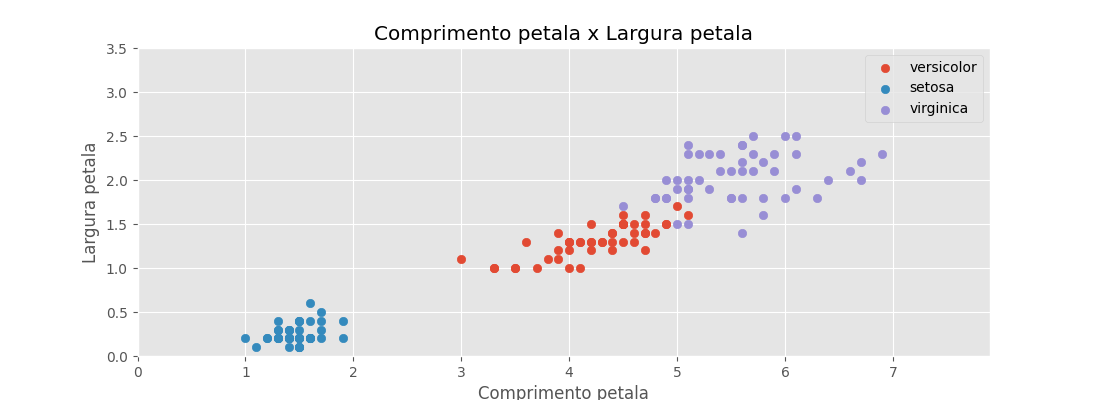 Comprimento petala x Largura petala
versicolor
setosa
virginica
Largura petala
3.5
3.0
2.5
2.0
1.5
1.0
0.5
0.0
0 1 2 3 4 5 6 7
Comprimento petala